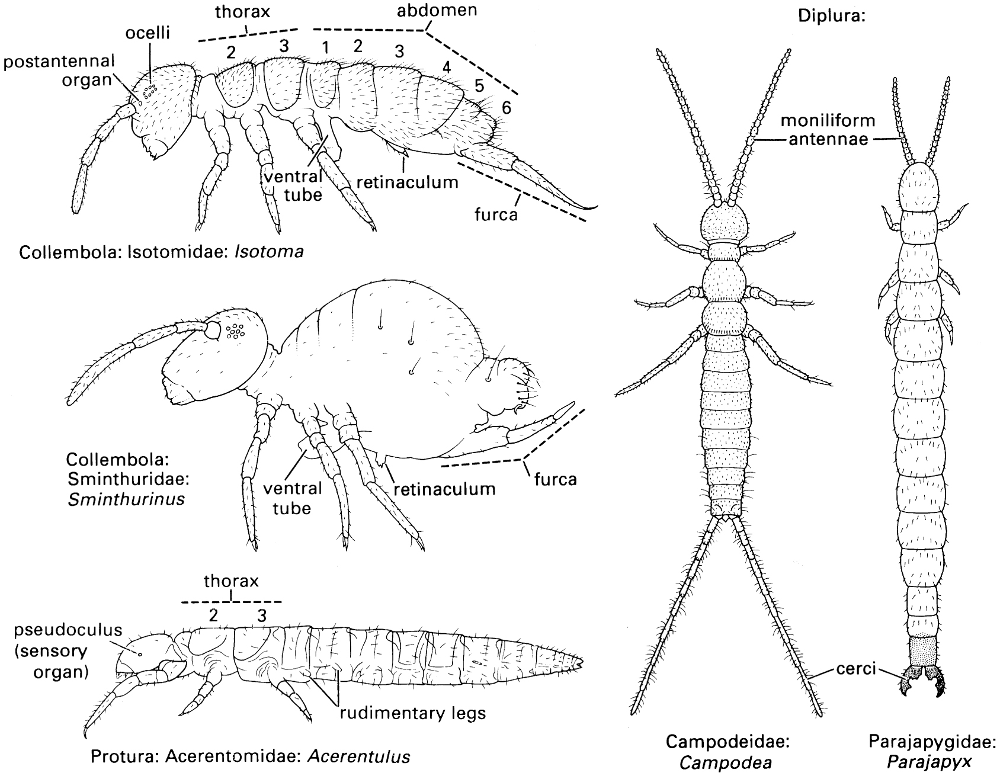 thorax
abdomen
ocelli
postantennal
organ
2
3
1
2
3
4
5
6
ventral
tube
retinaculum
furca
Collembola: Isotomidae: Isotoma
Collembola:
Sminthuridae:
Sminthurinus
ventral
tube
retinaculum
furca
thorax
2
3
pseudoculus
(sensory
organ)
rudimentary legs
Protura: Acerentomidae: Acerentulus
Diplura:
moniliform
antennae
cerci
Campodeidae:
Campodea
Parajapygidae:
Parajapyx